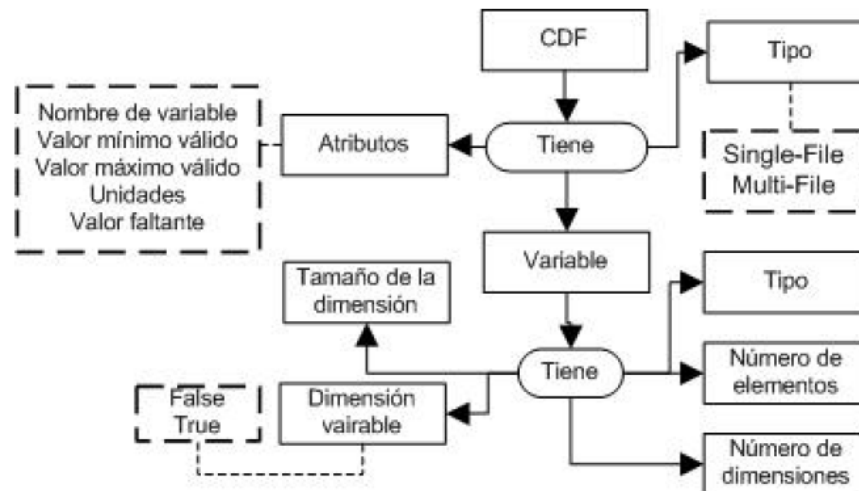 CDF
Tipo
Nombre de variable
Valor mínimo válido
Valor máximo válido
Unidades
Valor faltante
Atributos
Tiene
Single-File
Multi-File
Variable
Tamaño de la
dimensión
Tipo
Tiene
Número de
elementos
False
True
Dimensión
vairable
Número de
dimensiones